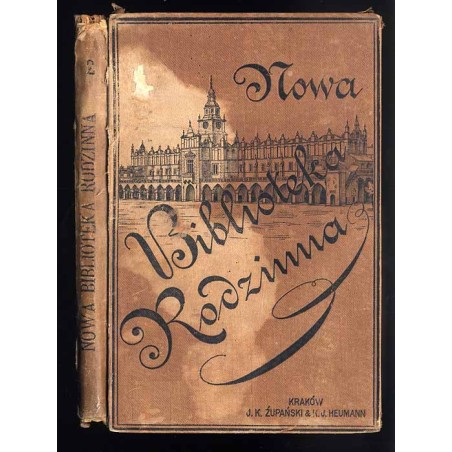 NOWA BIBLIOTEKA RODZINNA 2
Nowa
Biblioteka
Rodzinna
KRAKÓW
J. K. ŻUPAŃSKI & K. J. HEUMANN